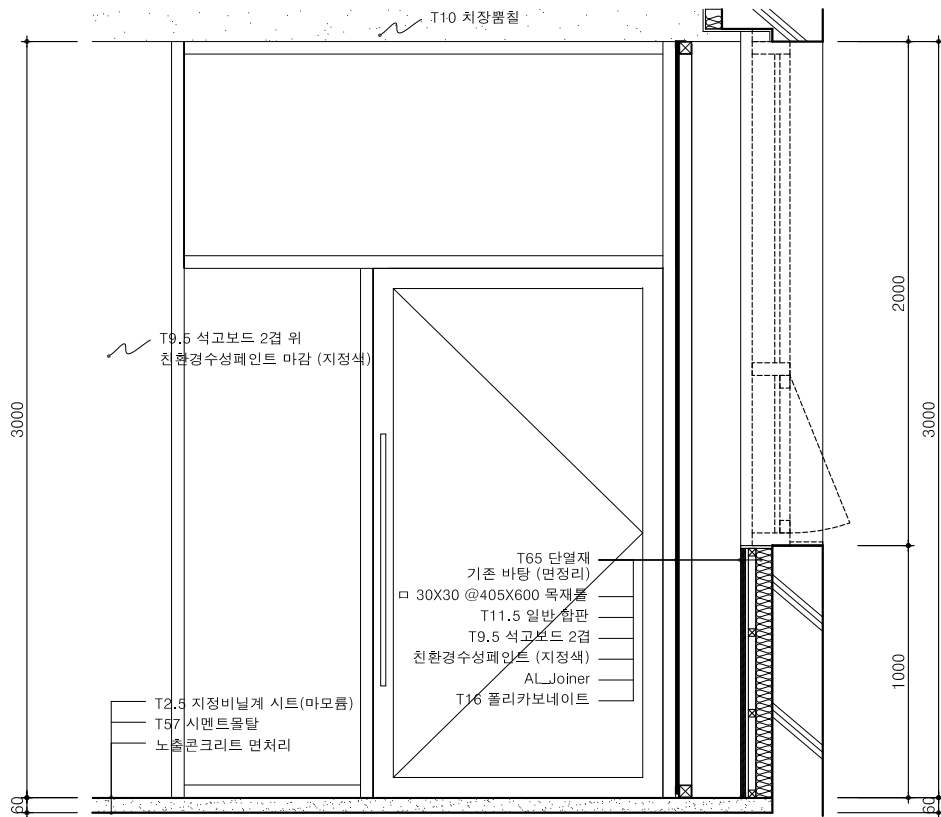 T10 치장뿜칠
T9.5 석고보드 2겹 위
친환경수성페인트 마감 (지정색)
3000
2000
3000
T65 단열재
기존 바탕 (면정리)
ㅁ 30X30 @405X600 목재틀
T11.5 일반 합판
T9.5 석고보드 2겹
친환경수성페인트 (지정색)
AL_Joiner
T16 폴리카보네이트
1000
T2.5 지정비닐계 시트(마모륨)
T57 시멘트몰탈
노출콘크리트 면처리
60
60